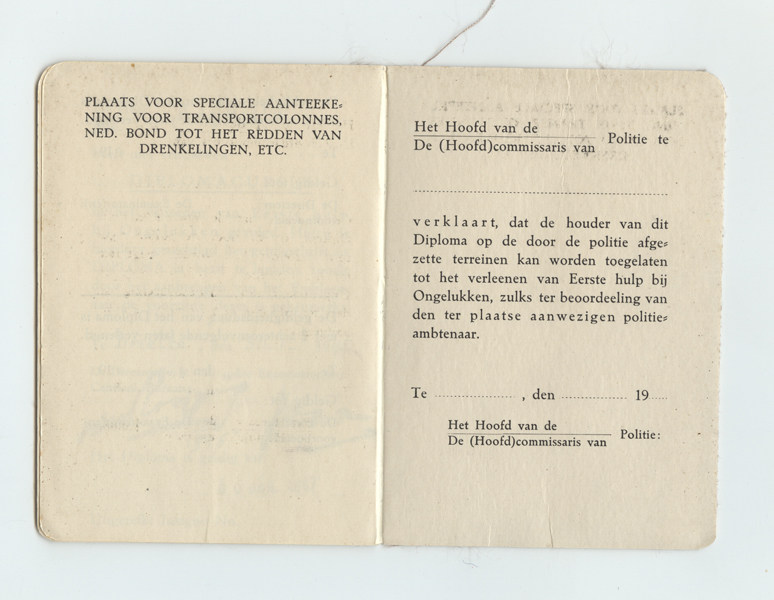 PLAATS VOOR SPECIALE AANTEEKE=
NING VOOR TRANSPORTCOLONNES,
NED. BOND TOT HET REDDEN VAN
DRENKELINGEN, ETC.
Het Hoofd van de
De (Hoofd)commissaris van Politie te
verklaart, dat de houder van dit
Diploma op de door de politie afge=
zette terreinen kan worden toegelaten
tot het verleenen van Eerste hulp bij
Ongelukken, zulks ter beoordeeling van
den ter plaatse aanwezigen politie=
ambtenaar.
Te , den 19
Het Hoofd van de
De (Hoofd)commissaris van Politie: